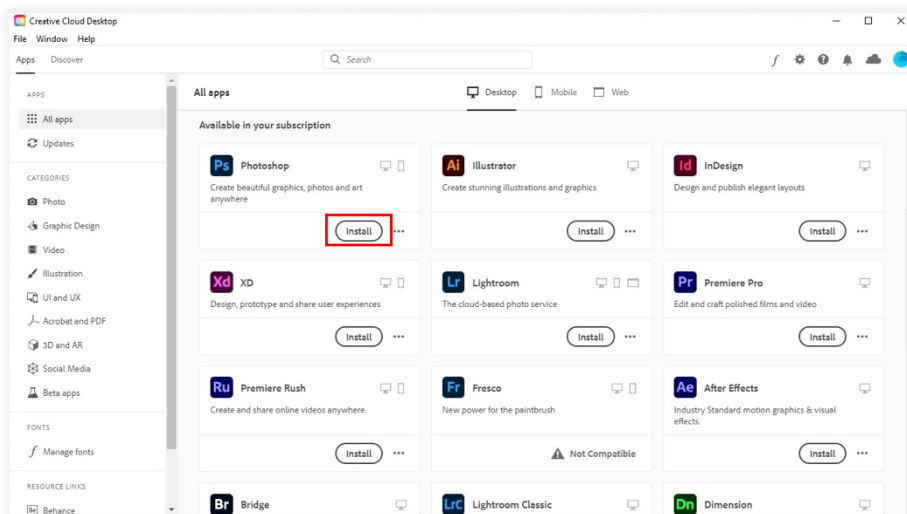 Creative Cloud Desktop
File Window Help
Apps Discover
Search
APPS
All apps
Updates
CATEGORIES
Photo
Graphic Design
Video
Illustration
UI and UX
Acrobat and PDF
3D and AR
Social Media
Beta apps
FONTS
Manage fonts
RESOURCE LINKS
Be Behance
All apps
Desktop Mobile Web
Available in your subscription
Ps Photoshop
Create beautiful graphics, photos and art
anywhere
Install
Ai Illustrator
Create stunning illustrations and graphics
Install
Id InDesign
Design and publish elegant layouts
Install
Xd XD
Design, prototype and share user experiences
Install
Lr Lightroom
The cloud-based photo service
Install
Pr Premiere Pro
Edit and craft polished films and video
Install
Ru Premiere Rush
Create and share online videos anywhere.
Install
Fr Fresco
New power for the paintbrush
Not Compatible
Ae After Effects
Industry Standard motion graphics & visual
effects.
Install
Br Bridge
LrC Lightroom Classic
Dn Dimension